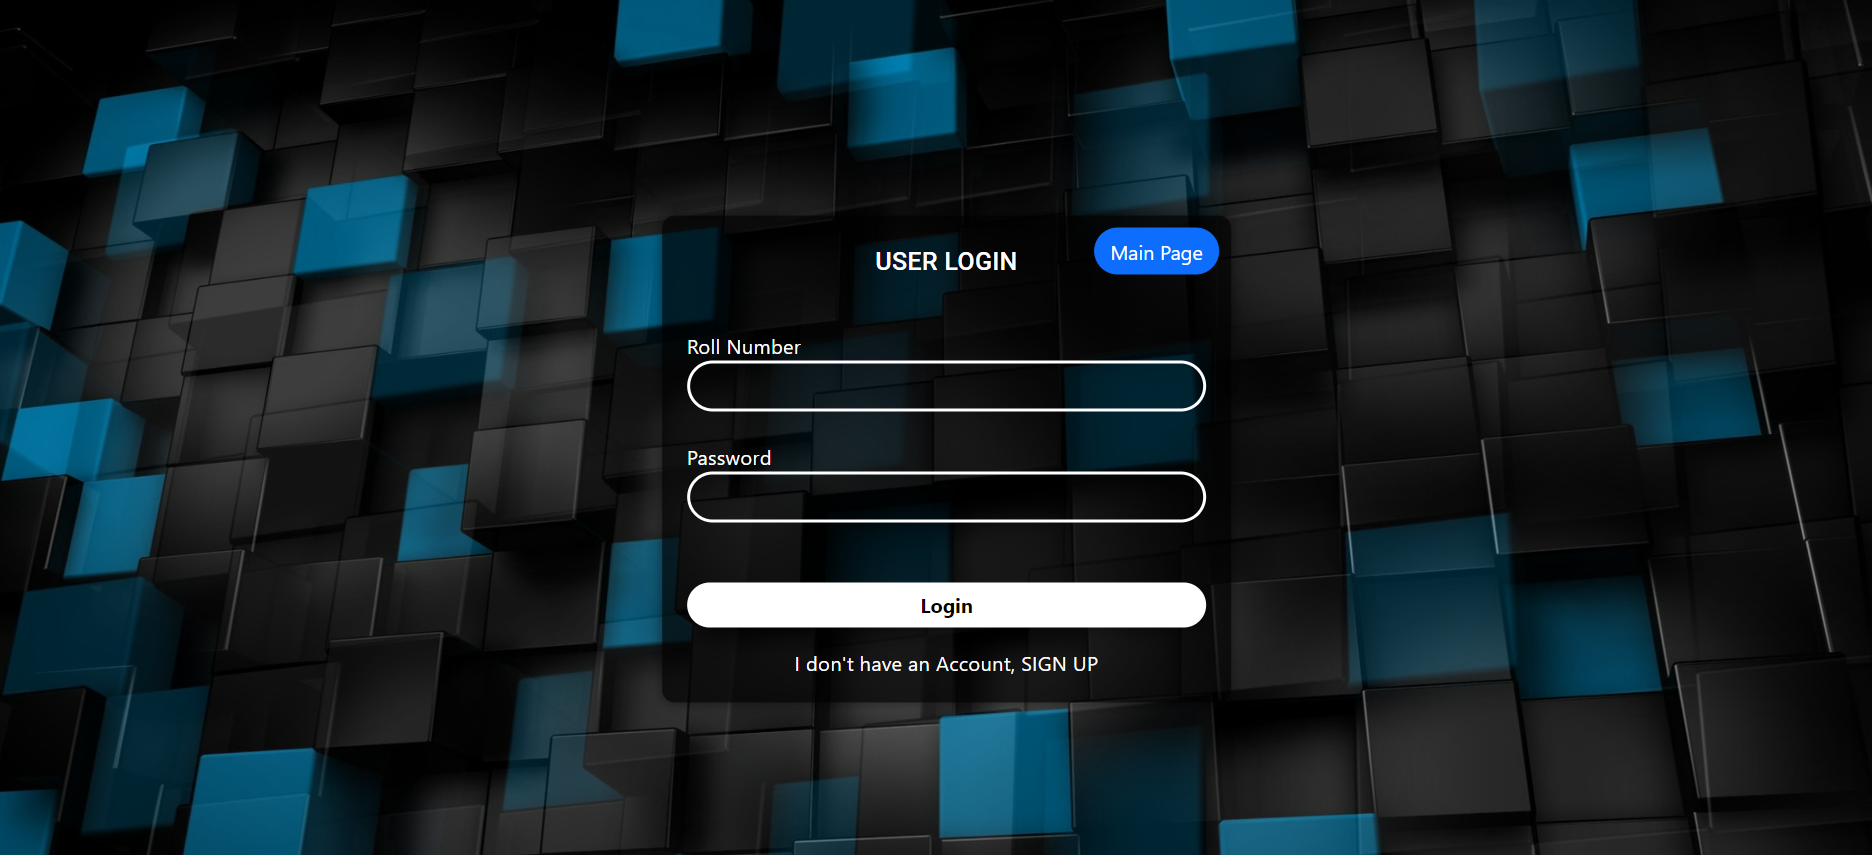 USER LOGIN
Main Page
Roll Number
Password
Login
I don't have an Account, SIGN UP